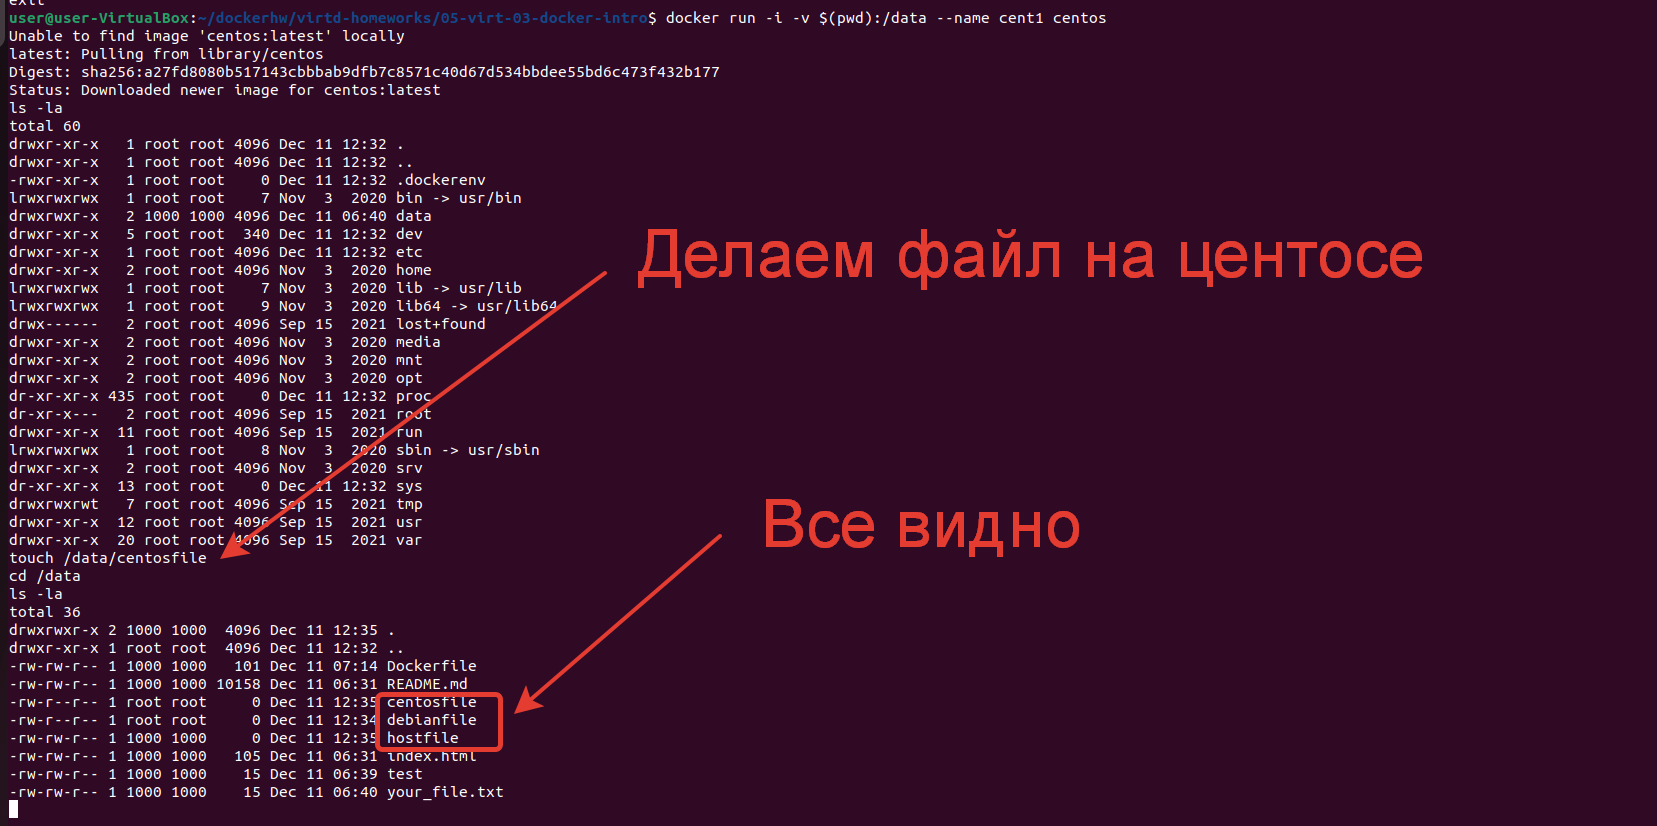 exit
user@user-VirtualBox:~/dockerhw/virtd-homeworks/05-virt-03-docker-intro$ docker run -i -v $(pwd):/data --name cent1 centos
Unable to find image 'centos:latest' locally
latest: Pulling from library/centos
Digest: sha256:a27fd8080b517143cbbbab9dfb7c8571c40d67d534bbdee55bd6c473f432b177
Status: Downloaded newer image for centos:latest
ls -la
total 60
drwxr-xr-x   1 root root 4096 Dec 11 12:32 .
drwxr-xr-x   1 root root 4096 Dec 11 12:32 ..
-rwxr-xr-x   1 root root    0 Dec 11 12:32 .dockerenv
lrwxrwxrwx   1 root root    7 Nov  3  2020 bin -> usr/bin
drwxrwxr-x   2 1000 1000 4096 Dec 11 06:40 data
drwxr-xr-x   5 root root  340 Dec 11 12:32 dev
drwxr-xr-x   1 root root 4096 Dec 11 12:32 etc
drwxr-xr-x   2 root root 4096 Nov  3  2020 home
lrwxrwxrwx   1 root root    7 Nov  3  2020 lib -> usr/lib
lrwxrwxrwx   1 root root    9 Nov  3  2020 lib64 -> usr/lib64
drwx------   2 root root 4096 Sep 15  2021 lost+found
drwxr-xr-x   2 root root 4096 Nov  3  2020 media
drwxr-xr-x   2 root root 4096 Nov  3  2020 mnt
drwxr-xr-x   2 root root 4096 Nov  3  2020 opt
dr-xr-xr-x 435 root root    0 Dec 11 12:32 proc
dr-xr-x---   2 root root 4096 Sep 15  2021 root
drwxr-xr-x  11 root root 4096 Sep 15  2021 run
lrwxrwxrwx   1 root root    8 Nov  3  2020 sbin -> usr/sbin
drwxr-xr-x   2 root root 4096 Nov  3  2020 srv
dr-xr-xr-x  13 root root    0 Dec 11 12:32 sys
drwxrwxrwt   7 root root 4096 Sep 15  2021 tmp
drwxr-xr-x  12 root root 4096 Sep 15  2021 usr
drwxr-xr-x  20 root root 4096 Sep 15  2021 var
touch /data/centosfile
cd /data
ls -la
total 36
drwxrwxr-x 2 1000 1000  4096 Dec 11 12:35 .
drwxr-xr-x 1 root root  4096 Dec 11 12:32 ..
-rw-rw-r-- 1 1000 1000   101 Dec 11 07:14 Dockerfile
-rw-rw-r-- 1 1000 1000 10158 Dec 11 06:31 README.md
-rw-r--r-- 1 root root     0 Dec 11 12:35 centosfile
-rw-r--r-- 1 root root     0 Dec 11 12:34 debianfile
-rw-rw-r-- 1 1000 1000     0 Dec 11 12:35 hostfile
-rw-rw-r-- 1 1000 1000   105 Dec 11 06:31 index.html
-rw-rw-r-- 1 1000 1000    15 Dec 11 06:39 test
-rw-rw-r-- 1 1000 1000    15 Dec 11 06:40 your_file.txt
Делаем файл на центосе
Все видно